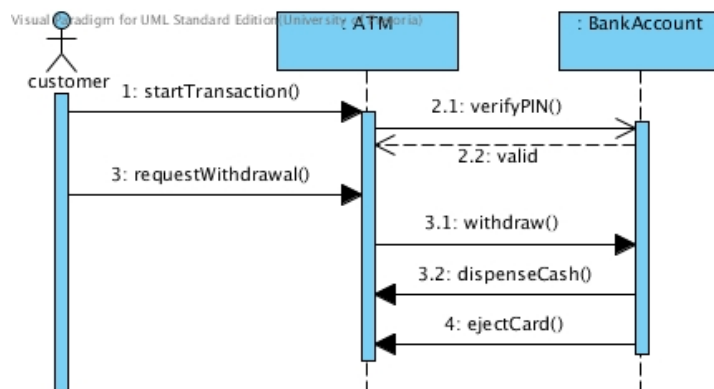 Visual Paradigm for UML Standard Edition(University of Pretoria)
: ATM
: BankAccount
customer
1: startTransaction()
2.1: verifyPIN()
2.2: valid
3: requestWithdrawal()
3.1: withdraw()
3.2: dispenseCash()
4: ejectCard()